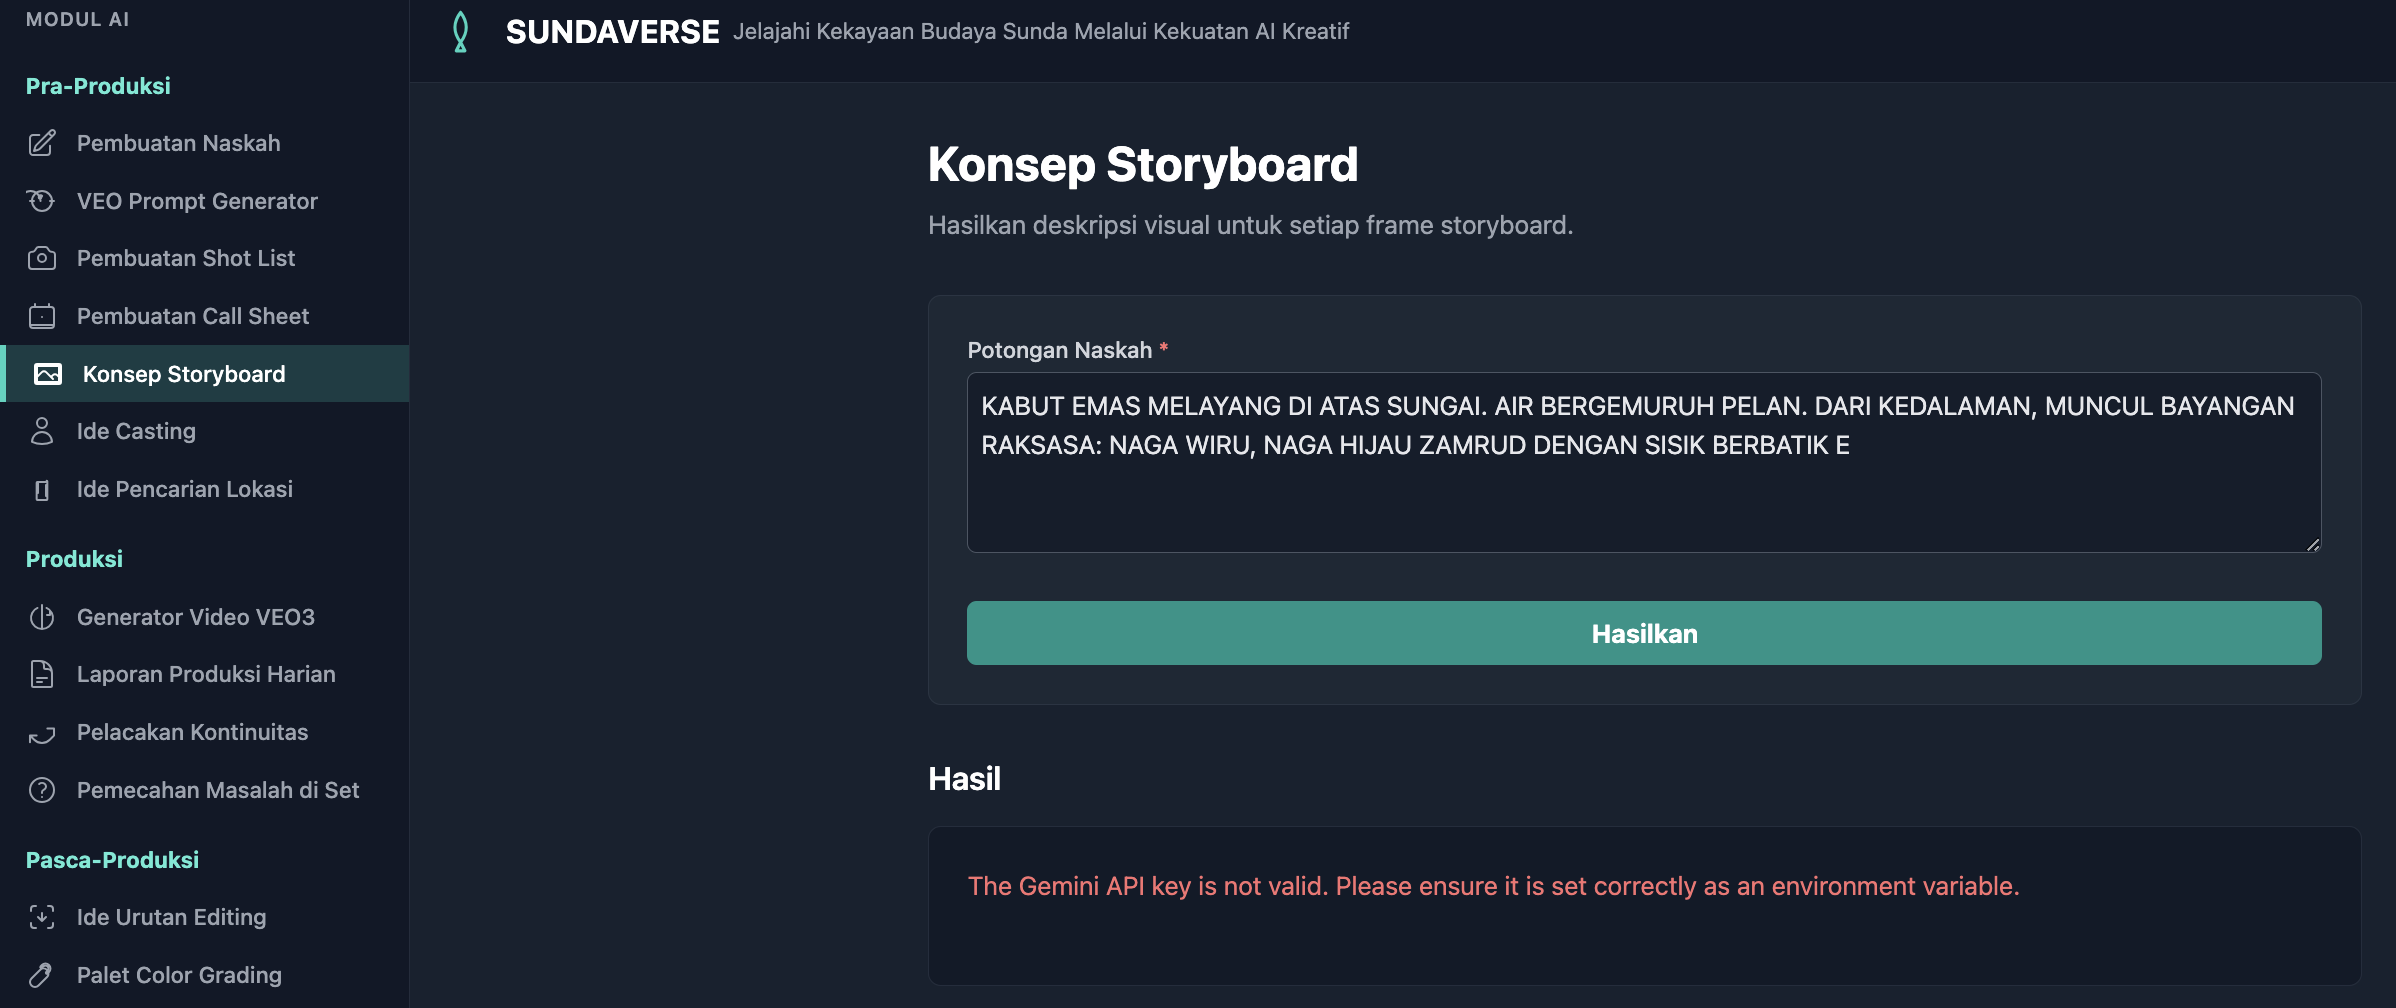 MODUL AI
Pra-Produksi
Pembuatan Naskah
VEO Prompt Generator
Pembuatan Shot List
Pembuatan Call Sheet
Konsep Storyboard
Ide Casting
Ide Pencarian Lokasi
Produksi
Generator Video VEO3
Laporan Produksi Harian
Pelacakan Kontinuitas
Pemecahan Masalah di Set
Pasca-Produksi
Ide Urutan Editing
Palet Color Grading
SUNDAVERSE Jelajahi Kekayaan Budaya Sunda Melalui Kekuatan AI Kreatif
Konsep Storyboard
Hasilkan deskripsi visual untuk setiap frame storyboard.
Potongan Naskah *
KABUT EMAS MELAYANG DI ATAS SUNGAI. AIR BERGEMURUH PELAN. DARI KEDALAMAN, MUNCUL BAYANGAN
RAKSASA: NAGA WIRU, NAGA HIJAU ZAMRUD DENGAN SISIK BERBATIK E
Hasilkan
Hasil
The Gemini API key is not valid. Please ensure it is set correctly as an environment variable.